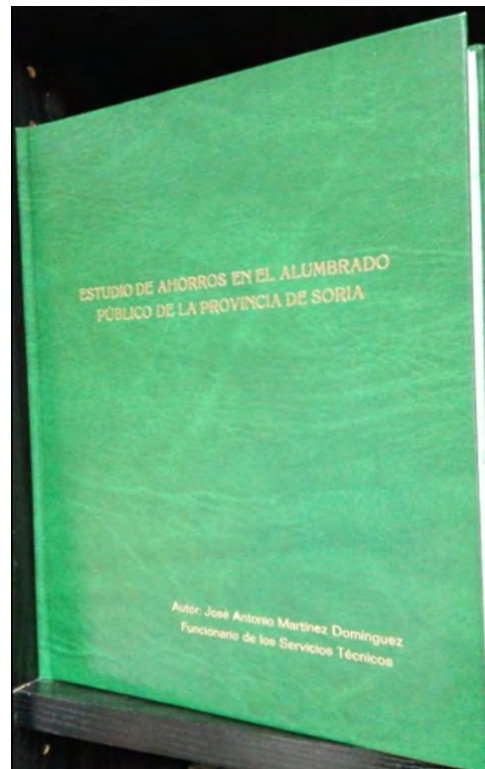 ESTUDIO DE AHORROS EN EL ALUMBRADO
PÚBLICO DE LA PROVINCIA DE SORIA
Autor: José Antonio Martínez Domínguez
Funcionario de los Servicios Técnicos